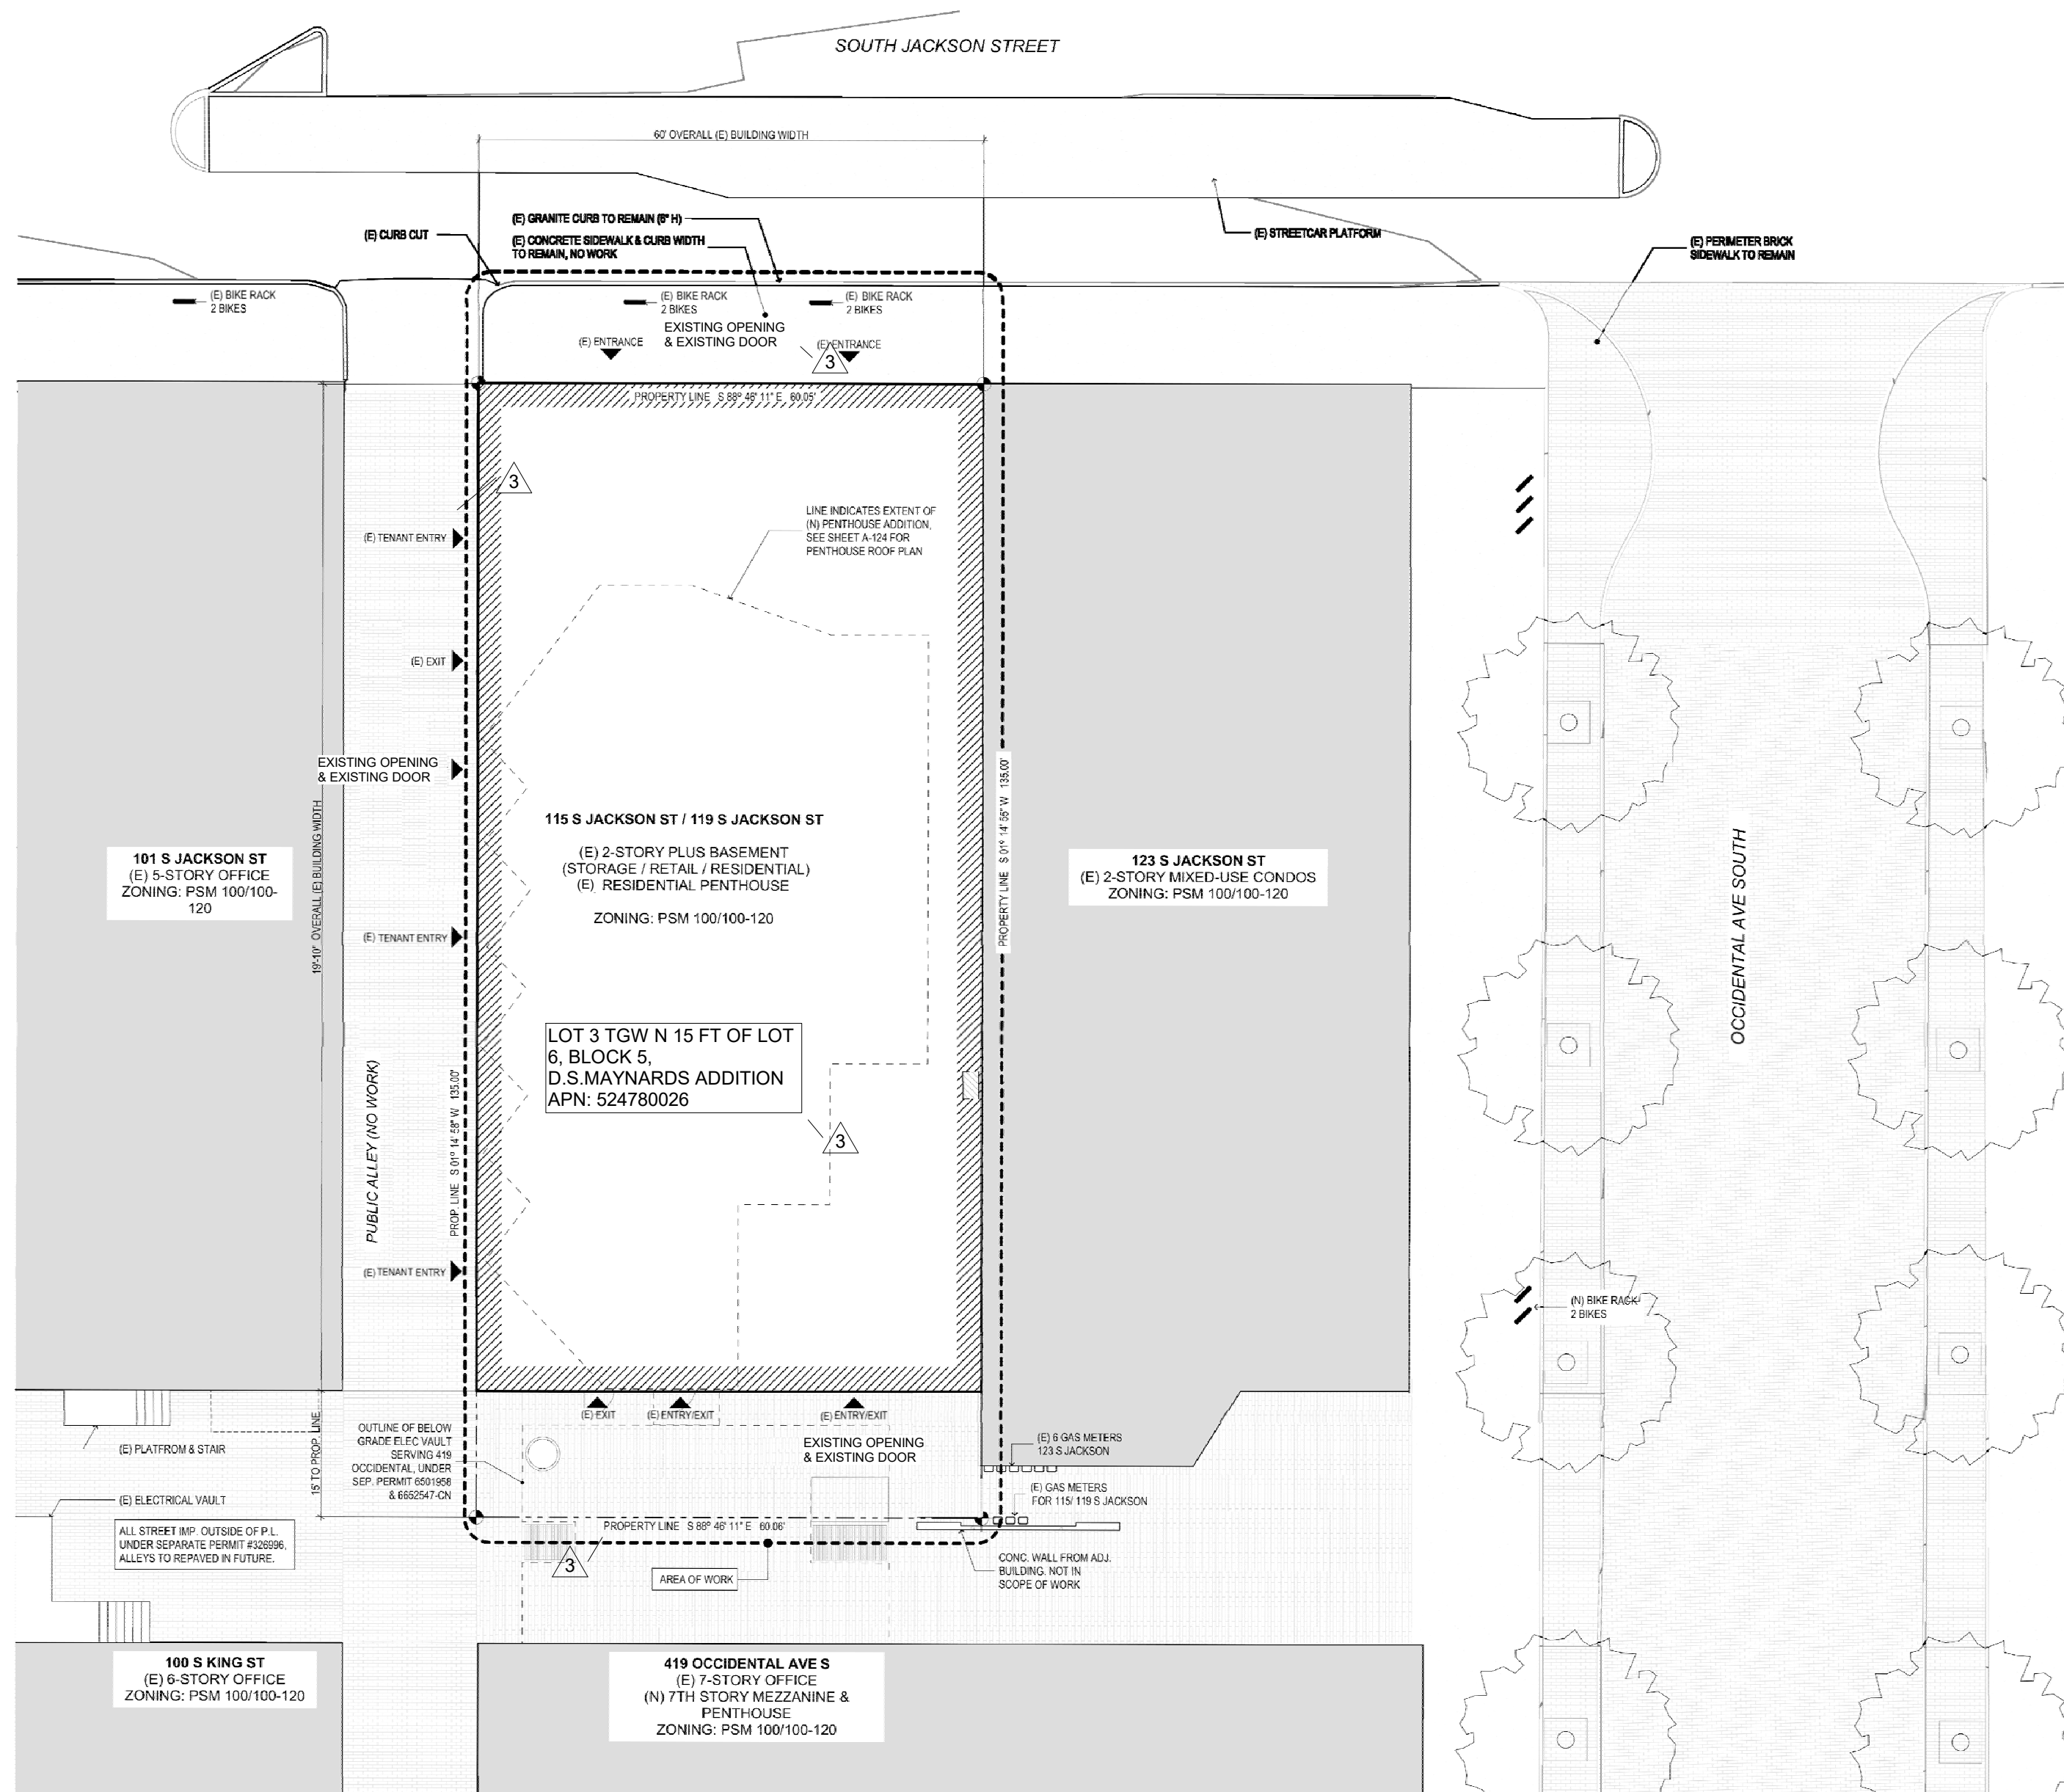 SOUTH JACKSON STREET
60' OVERALL (E) BUILDING WIDTH
(E) GRANITE CURB TO REMAIN (6" H)
(E) CURB CUT
(E) CONCRETE SIDEWALK & CURB WIDTH
TO REMAIN, NO WORK
(E) STREETCAR PLATFORM
(E) PERIMETER BRICK
SIDEWALK TO REMAIN
(E) BIKE RACK
2 BIKES
(E) BIKE RACK
2 BIKES
(E) BIKE RACK
2 BIKES
EXISTING OPENING
& EXISTING DOOR
(E) ENTRANCE
(E) ENTRANCE
3
PROPERTY LINE S 88º 46' 11" E 60.05'
3
LINE INDICATES EXTENT OF
(N) PENTHOUSE ADDITION,
SEE SHEET A-124 FOR
PENTHOUSE ROOF PLAN
(E) TENANT ENTRY
(E) EXIT
EXISTING OPENING
& EXISTING DOOR
19'-10" OVERALL (E) BUILDING WIDTH
115 S JACKSON ST / 119 S JACKSON ST
(E) 2-STORY PLUS BASEMENT
(STORAGE / RETAIL / RESIDENTIAL)
(E) RESIDENTIAL PENTHOUSE
ZONING: PSM 100/100-120
PROPERTY LINE S 01º 14' 56" W 135.00'
101 S JACKSON ST
(E) 5-STORY OFFICE
ZONING: PSM 100/100-
120
123 S JACKSON ST
(E) 2-STORY MIXED-USE CONDOS
ZONING: PSM 100/100-120
OCCIDENTAL AVE SOUTH
(E) TENANT ENTRY
LOT 3 TGW N 15 FT OF LOT
6, BLOCK 5,
D.S.MAYNARDS ADDITION
APN: 524780026
3
PUBLIC ALLEY (NO WORK)
PROP. LINE S 01º 14' 58" W 135.00'
(E) TENANT ENTRY
(N) BIKE RACK
2 BIKES
(E) EXIT
(E) ENTRY/EXIT
(E) ENTRY/EXIT
EXISTING OPENING
& EXISTING DOOR
OUTLINE OF BELOW
GRADE ELEC VAULT
SERVING 419
OCCIDENTAL, UNDER
SEP. PERMIT 6501958
& 6652547-CN
15' TO PROP. LINE
(E) PLATFROM & STAIR
(E) ELECTRICAL VAULT
(E) 6 GAS METERS
123 S JACKSON
(E) GAS METERS
FOR 115/ 119 S JACKSON
ALL STREET IMP. OUTSIDE OF P.L.
UNDER SEPARATE PERMIT #326996,
ALLEYS TO REPAVED IN FUTURE.
PROPERTY LINE S 88º 46' 11" E 60.06'
3
AREA OF WORK
CONC. WALL FROM ADJ.
BUILDING. NOT IN
SCOPE OF WORK
100 S KING ST
(E) 6-STORY OFFICE
ZONING: PSM 100/100-120
419 OCCIDENTAL AVE S
(E) 7-STORY OFFICE
(N) 7TH STORY MEZZANINE &
PENTHOUSE
ZONING: PSM 100/100-120